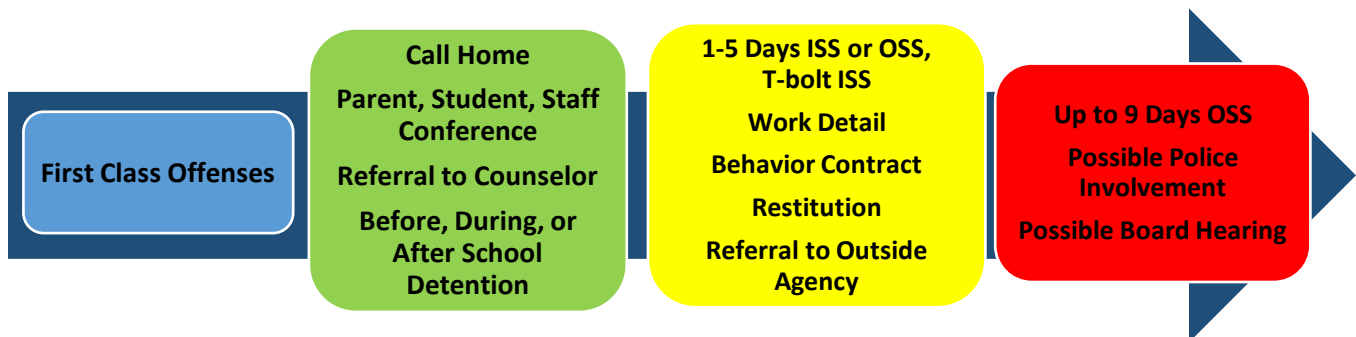 First Class Offenses
Call Home
Parent, Student, Staff
Conference
Referral to Counselor
Before, During, or
After School
Detention
1-5 Days ISS or OSS,
T-bolt ISS
Work Detail
Behavior Contract
Restitution
Referral to Outside
Agency
Up to 9 Days OSS
Possible Police
Involvement
Possible Board Hearing